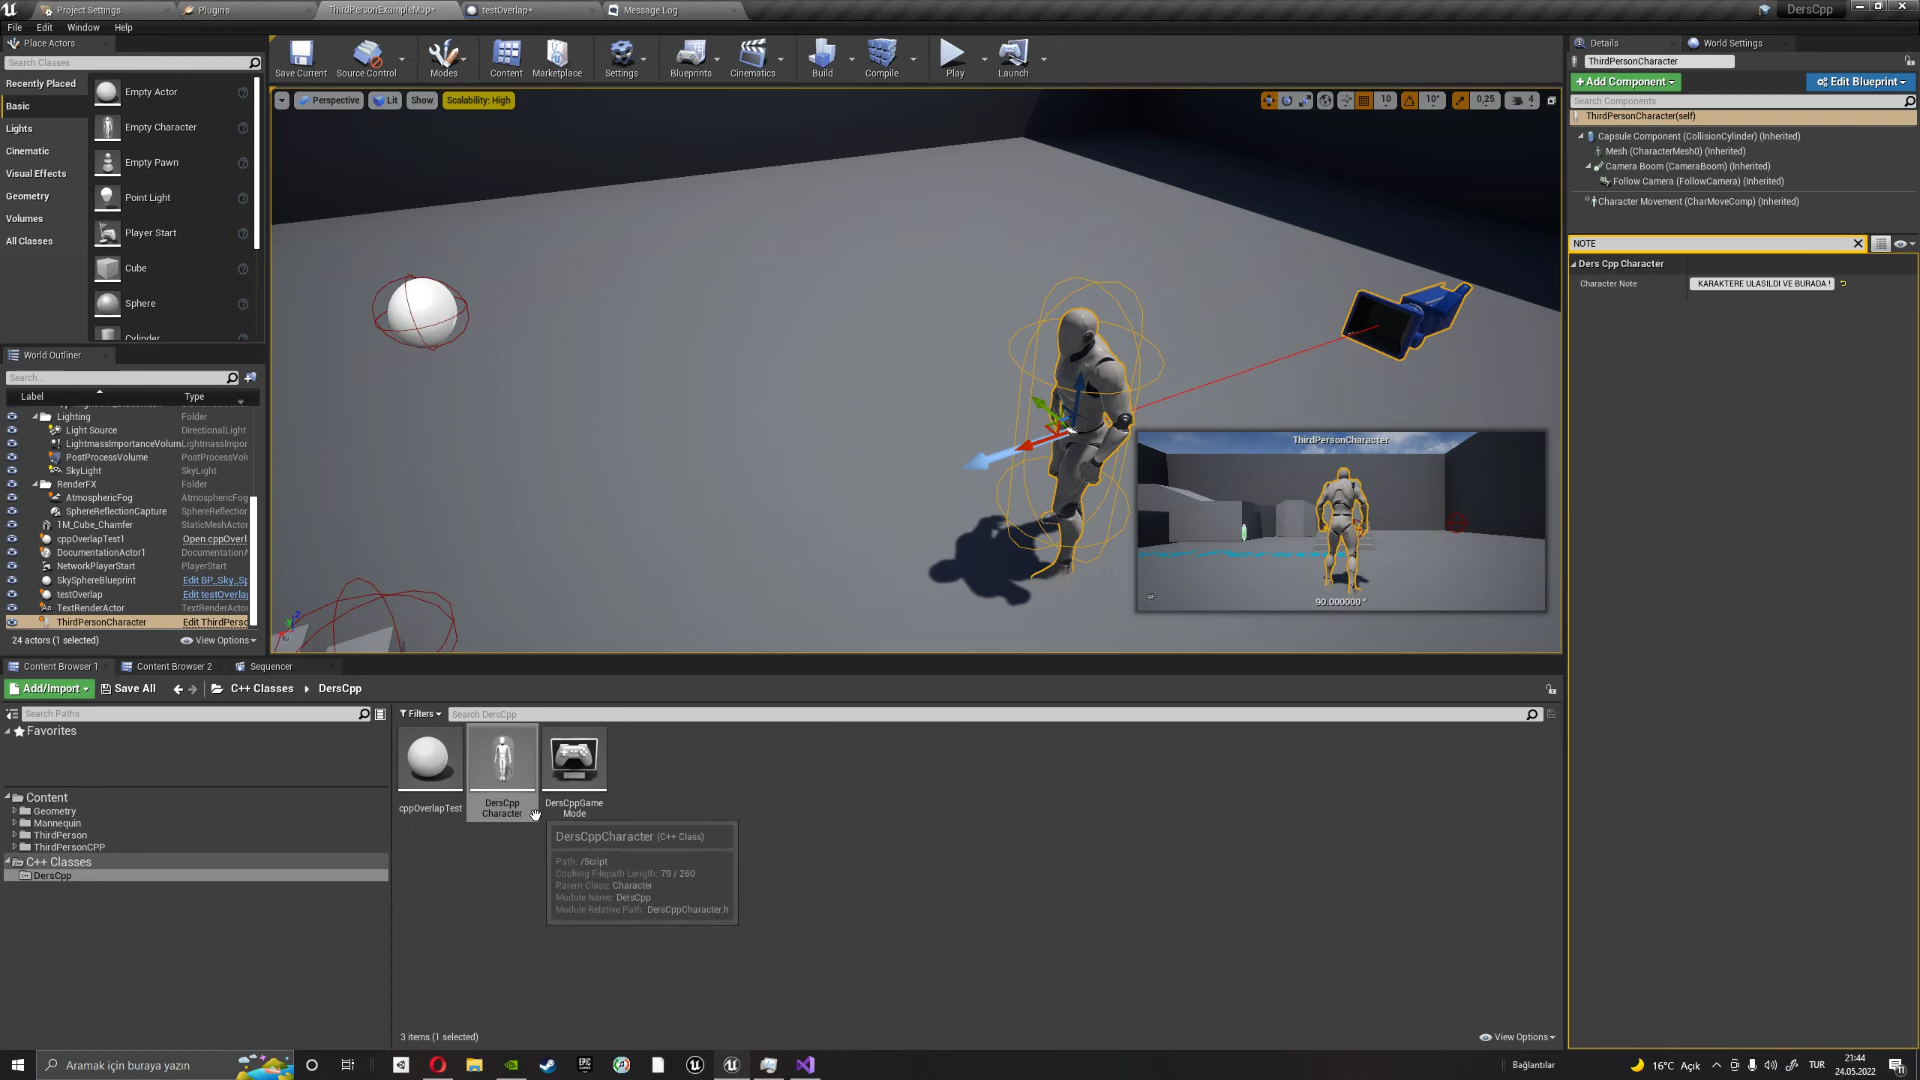 Project Settings
Plugins
ThirdPersonExampleMap*
testOverlap*
Message Log
DersCpp
File Edit Window Help
Place Actors
Search Classes
Recently Placed
Basic
Lights
Cinematic
Visual Effects
Geometry
Volumes
All Classes
Empty Actor
Empty Character
Empty Pawn
Point Light
Player Start
Cube
Sphere
Cylinder
Save Current
Source Control
Modes
Content
Marketplace
Settings
Blueprints
Cinematics
Build
Compile
Play
Launch
Perspective
Lit
Show
Scalability: High
10
10°
0,25
4
ThirdPersonCharacter
90.000000 °
World Outliner
Search...
Label Type
Lighting Folder
Light Source DirectionalLight
LightmassImportanceVolum LightmassImpor
PostProcessVolume PostProcessVolu
SkyLight SkyLight
RenderFX Folder
AtmosphericFog AtmosphericFog
SphereReflectionCapture SphereReflection
1M_Cube_Chamfer StaticMeshActor
cppOverlapTest1 Open cppOverl
DocumentationActor1 DocumentationA
NetworkPlayerStart PlayerStart
SkySphereBlueprint Edit BP_Sky_Sp
testOverlap Edit testOverlap
TextRenderActor TextRenderActor
ThirdPersonCharacter Edit ThirdPerso
24 actors (1 selected)
View Options
Details
World Settings
ThirdPersonCharacter
+Add Component
Edit Blueprint
Search Components
ThirdPersonCharacter(self)
Capsule Component (CollisionCylinder) (Inherited)
Mesh (CharacterMesh0) (Inherited)
Camera Boom (CameraBoom) (Inherited)
Follow Camera (FollowCamera) (Inherited)
Character Movement (CharMoveComp) (Inherited)
NOTE
Ders Cpp Character
Character Note
KARAKTERE ULASILDI VE BURADA !
Content Browser 1
Content Browser 2
Sequencer
Add/Import
Save All
C++ Classes
DersCpp
Search Paths
Favorites
Content
Geometry
Mannequin
ThirdPerson
ThirdPersonCPP
C++ Classes
DersCpp
Filters
Search DersCpp
cppOverlapTest
DersCpp
Character
DersCppGame
Mode
DersCppCharacter (C++ Class)
Path: /Script
Cooking Filepath Length: 79 / 260
Parent Class: Character
Module Name: DersCpp
Module Relative Path: DersCppCharacter.h
3 items (1 selected)
View Options
Aramak için buraya yazın
Bağlantılar
16°C Açık
TUR
21:44
24.05.2022